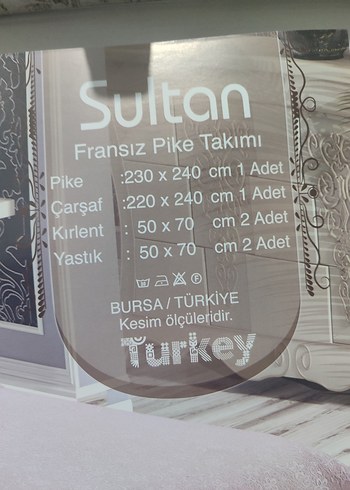 Sultan
Fransız Pike Takımı
Pike :230 x 240 cm 1 Adet
Çarşaf :220 x 240 cm 1 Adet
Kırlent : 50 x 70 cm 2 Adet
Yastık : 50 x 70 cm 2 Adet
BURSA / TÜRKİYE
Kesim ölçüleridir.
Turkey